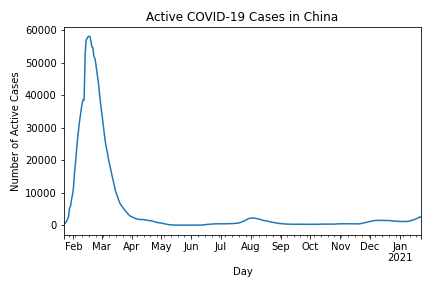 Active COVID-19 Cases in China
Number of Active Cases
60000
50000
40000
30000
20000
10000
0
Feb Mar Apr May Jun Jul Aug Sep Oct Nov Dec Jan
2021
Day